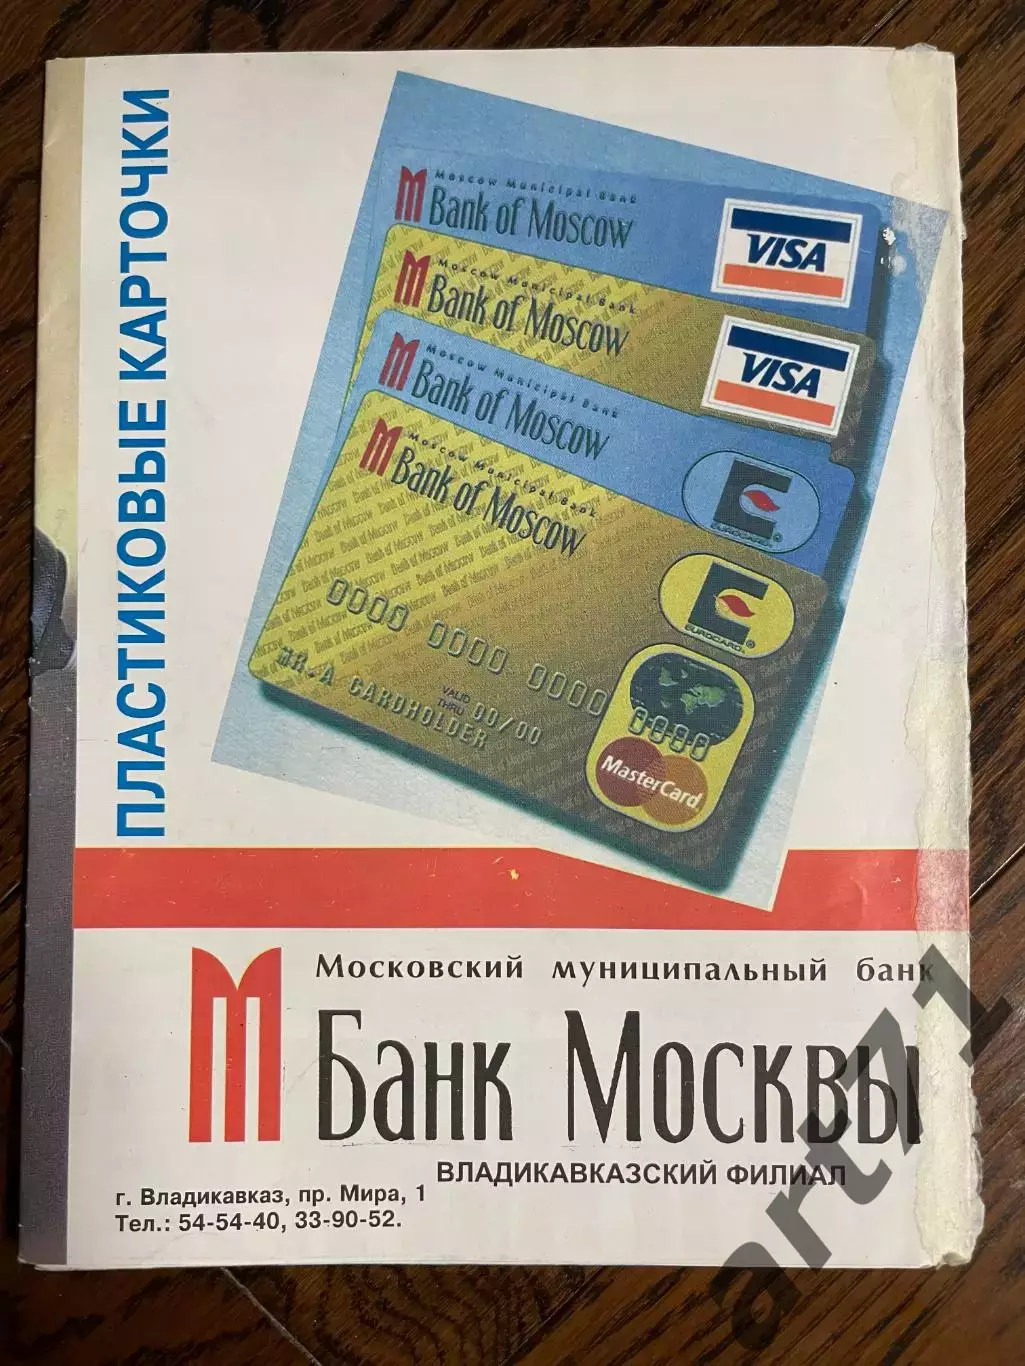 ПЛАСТИКОВЫЕ КАРТОЧКИ
Moscow Municipal Bank
Bank of Moscow
VISA
Moscow Municipal Bank
Bank of Moscow
VISA
Moscow Municipal Bank
Bank of Moscow
EUROCARD
Moscow Municipal Bank
Bank of Moscow
EUROCARD
0000 0000 0000 0000
VALID THRU 00/00
MR.A CARDHOLDER
MasterCard
Московский муниципальный банк
Банк Москвы
ВЛАДИКАВКАЗСКИЙ ФИЛИАЛ
г. Владикавказ, пр. Мира, 1
Тел.: 54-54-40, 33-90-52.
art71